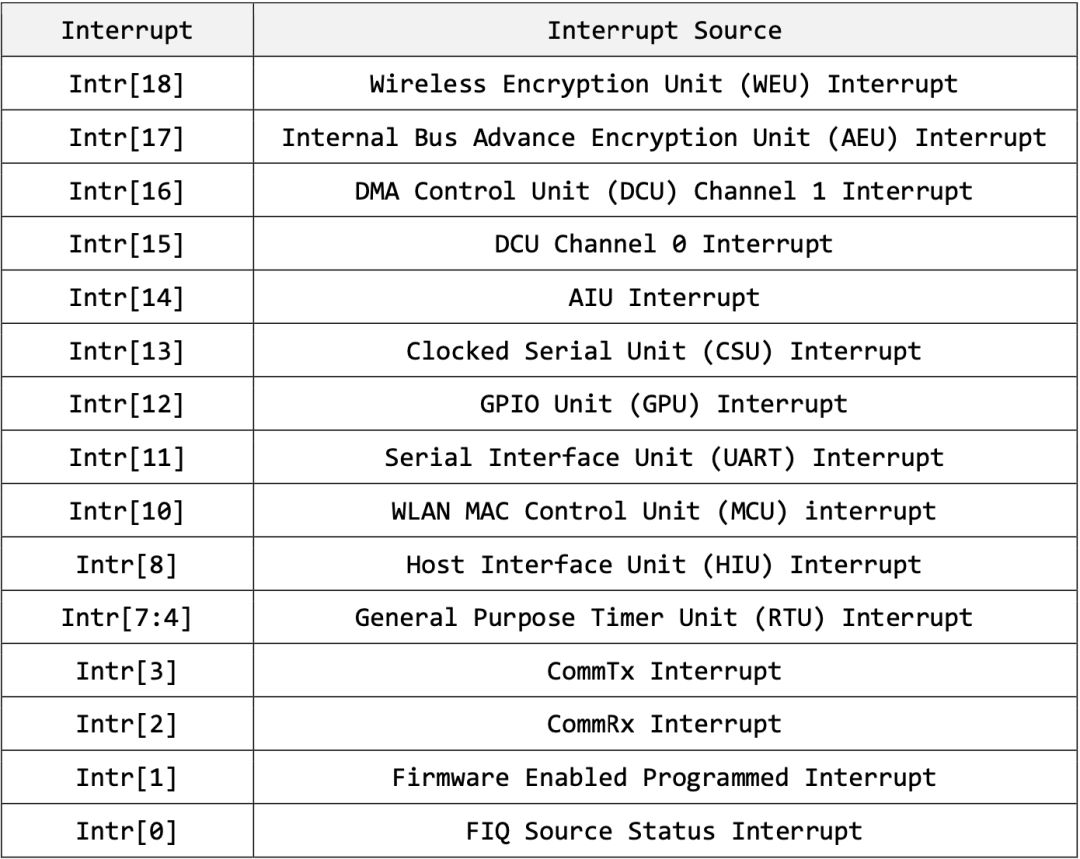 Interrupt Interrupt Source
Intr[18] Wireless Encryption Unit (WEU) Interrupt
Intr[17] Internal Bus Advance Encryption Unit (AEU) Interrupt
Intr[16] DMA Control Unit (DCU) Channel 1 Interrupt
Intr[15] DCU Channel 0 Interrupt
Intr[14] AIU Interrupt
Intr[13] Clocked Serial Unit (CSU) Interrupt
Intr[12] GPIO Unit (GPU) Interrupt
Intr[11] Serial Interface Unit (UART) Interrupt
Intr[10] WLAN MAC Control Unit (MCU) interrupt
Intr[8] Host Interface Unit (HIU) Interrupt
Intr[7:4] General Purpose Timer Unit (RTU) Interrupt
Intr[3] CommTx Interrupt
Intr[2] CommRx Interrupt
Intr[1] Firmware Enabled Programmed Interrupt
Intr[0] FIQ Source Status Interrupt